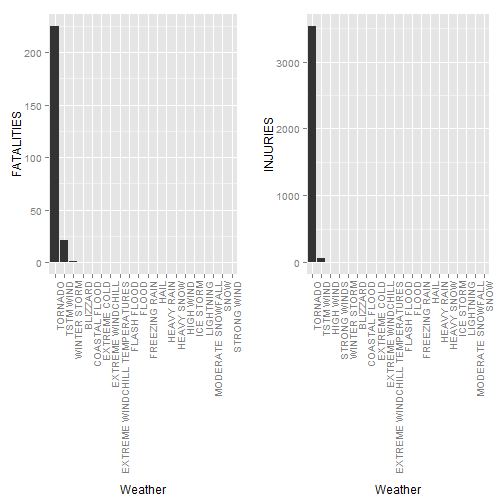 FATALITIES
200
150
100
50
0
TORNADO
TSTM WIND
WINTER STORM
BLIZZARD
COASTAL FLOOD
EXTREME COLD
EXTREME WINDCHILL
EXTREME WINDCHILL TEMPERATURES
FLASH FLOOD
FLOOD
FREEZING RAIN
HAIL
HEAVY RAIN
HEAVY SNOW
HIGH WIND
ICE STORM
LIGHTNING
MODERATE SNOWFALL
SNOW
STRONG WIND
Weather
INJURIES
3000
2000
1000
0
TORNADO
TSTM WIND
HIGH WIND
STRONG WINDS
WINTER STORM
BLIZZARD
COASTAL FLOOD
EXTREME COLD
EXTREME WINDCHILL
EXTREME WINDCHILL TEMPERATURES
FLASH FLOOD
FLOOD
FREEZING RAIN
HAIL
HEAVY RAIN
HEAVY SNOW
ICE STORM
LIGHTNING
MODERATE SNOWFALL
SNOW
Weather